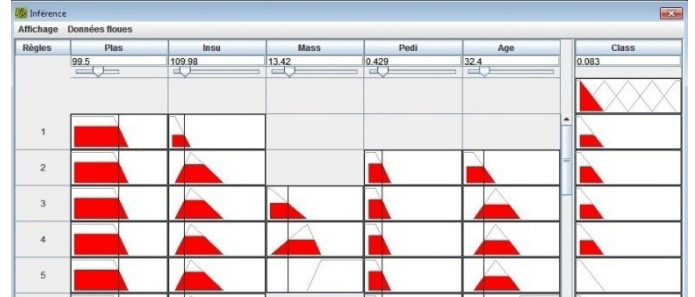 Inférence
Affichage Données floues
Règles Plas Insu Mass Pedi Age Class
99.5 109.98 13.42 0.429 32.4 0.083
1
2
3
4
5